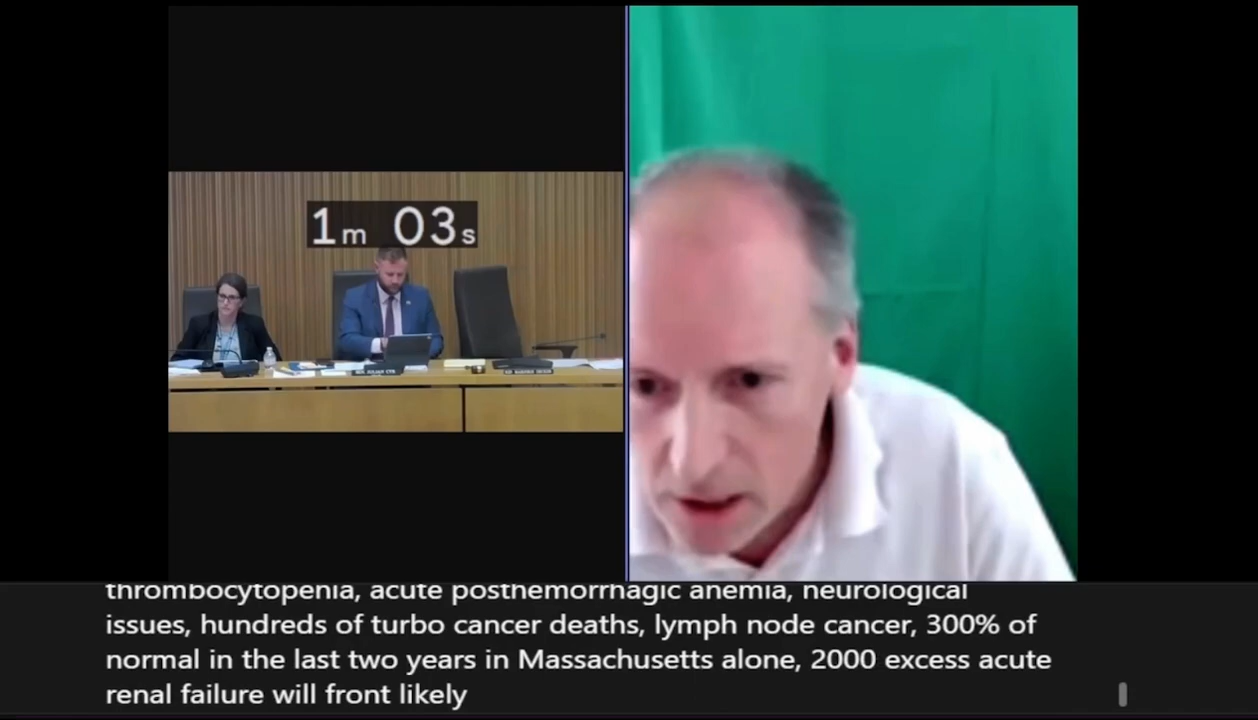 1m 03s
thrombocytopenia, acute posthemorrhagic anemia, neurological
issues, hundreds of turbo cancer deaths, lymph node cancer, 300% of
normal in the last two years in Massachusetts alone, 2000 excess acute
renal failure will front likely